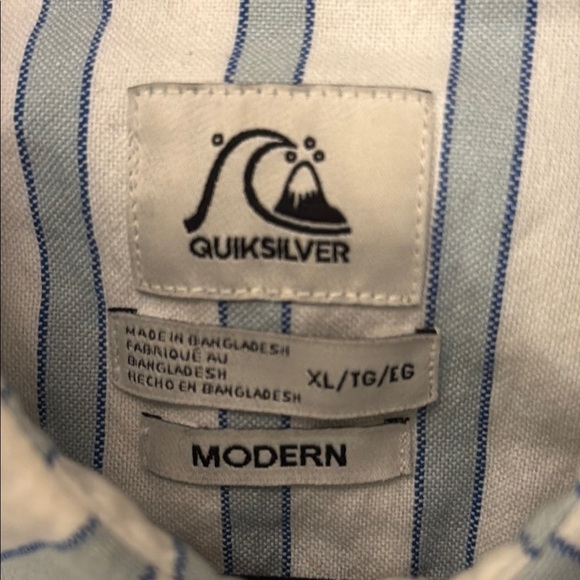 QUIKSILVER
MADE IN BANGLADESH
FABRIQUÉ AU
BANGLADESH
HECHO EN BANGLADESH
XL/TG/EG
MODERN